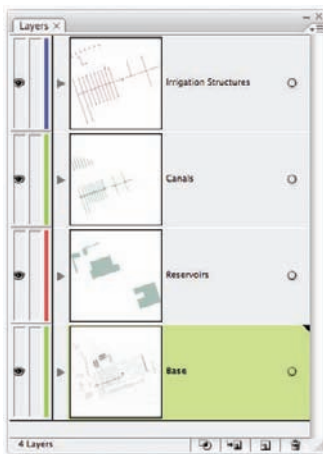 Layers ×
Irrigation Structures
Canals
Reservoirs
Base
4 Layers